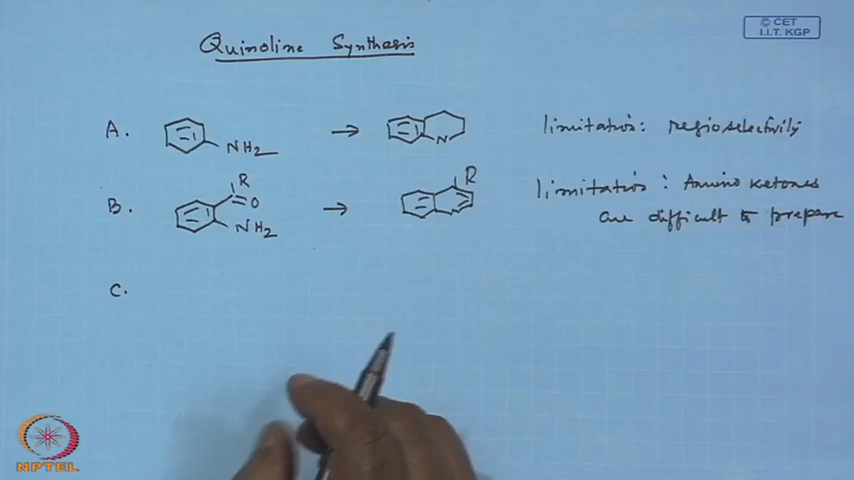 © CET
I.I.T. KGP
Quinoline Synthesis
A. NH2 → N limitation: regioselectivity
B. R O NH2 → R limitation: Amino ketones
are difficult to prepare
C.
NPTEL